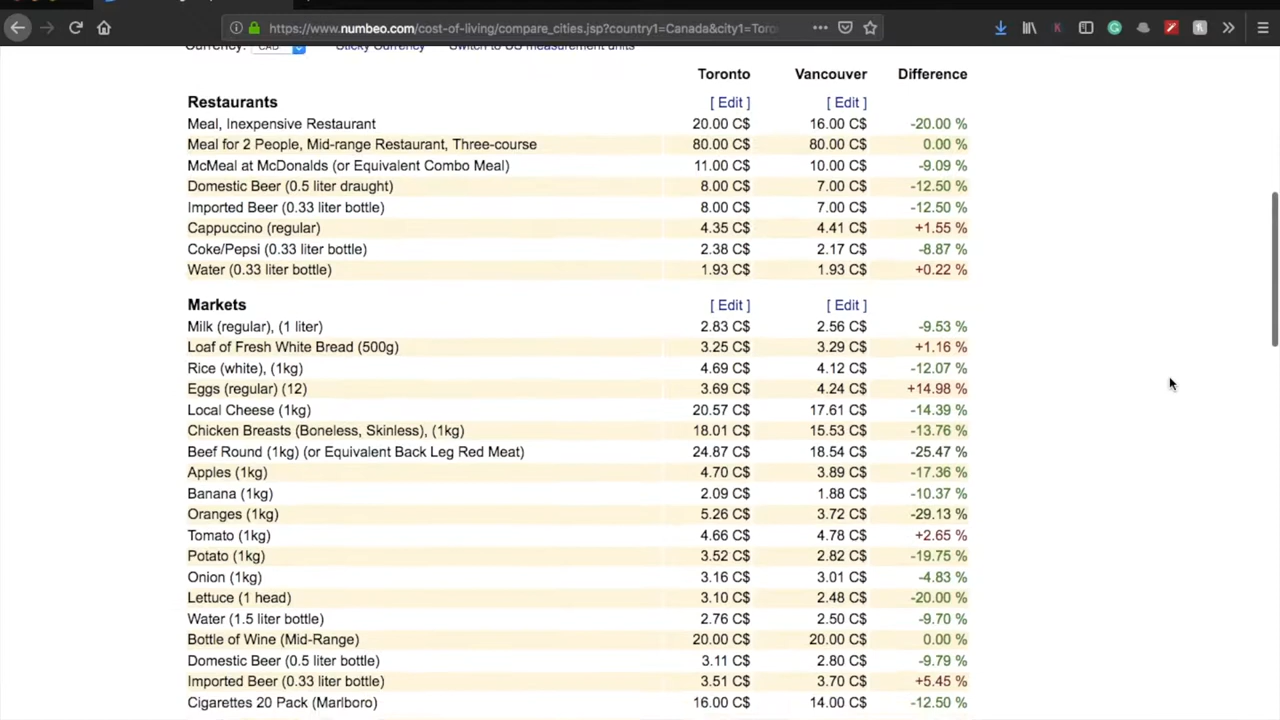 https://www.numbeo.com/cost-of-living/compare_cities.jsp?country1=Canada&city1=Toro
Currency: CAD Sticky Currency Switch to US measurement units
Toronto Vancouver Difference
Restaurants [ Edit ] [ Edit ]
Meal, Inexpensive Restaurant 20.00 C$ 16.00 C$ -20.00 %
Meal for 2 People, Mid-range Restaurant, Three-course 80.00 C$ 80.00 C$ 0.00 %
McMeal at McDonalds (or Equivalent Combo Meal) 11.00 C$ 10.00 C$ -9.09 %
Domestic Beer (0.5 liter draught) 8.00 C$ 7.00 C$ -12.50 %
Imported Beer (0.33 liter bottle) 8.00 C$ 7.00 C$ -12.50 %
Cappuccino (regular) 4.35 C$ 4.41 C$ +1.55 %
Coke/Pepsi (0.33 liter bottle) 2.38 C$ 2.17 C$ -8.87 %
Water (0.33 liter bottle) 1.93 C$ 1.93 C$ +0.22 %
Markets [ Edit ] [ Edit ]
Milk (regular), (1 liter) 2.83 C$ 2.56 C$ -9.53 %
Loaf of Fresh White Bread (500g) 3.25 C$ 3.29 C$ +1.16 %
Rice (white), (1kg) 4.69 C$ 4.12 C$ -12.07 %
Eggs (regular) (12) 3.69 C$ 4.24 C$ +14.98 %
Local Cheese (1kg) 20.57 C$ 17.61 C$ -14.39 %
Chicken Breasts (Boneless, Skinless), (1kg) 18.01 C$ 15.53 C$ -13.76 %
Beef Round (1kg) (or Equivalent Back Leg Red Meat) 24.87 C$ 18.54 C$ -25.47 %
Apples (1kg) 4.70 C$ 3.89 C$ -17.36 %
Banana (1kg) 2.09 C$ 1.88 C$ -10.37 %
Oranges (1kg) 5.26 C$ 3.72 C$ -29.13 %
Tomato (1kg) 4.66 C$ 4.78 C$ +2.65 %
Potato (1kg) 3.52 C$ 2.82 C$ -19.75 %
Onion (1kg) 3.16 C$ 3.01 C$ -4.83 %
Lettuce (1 head) 3.10 C$ 2.48 C$ -20.00 %
Water (1.5 liter bottle) 2.76 C$ 2.50 C$ -9.70 %
Bottle of Wine (Mid-Range) 20.00 C$ 20.00 C$ 0.00 %
Domestic Beer (0.5 liter bottle) 3.11 C$ 2.80 C$ -9.79 %
Imported Beer (0.33 liter bottle) 3.51 C$ 3.70 C$ +5.45 %
Cigarettes 20 Pack (Marlboro) 16.00 C$ 14.00 C$ -12.50 %